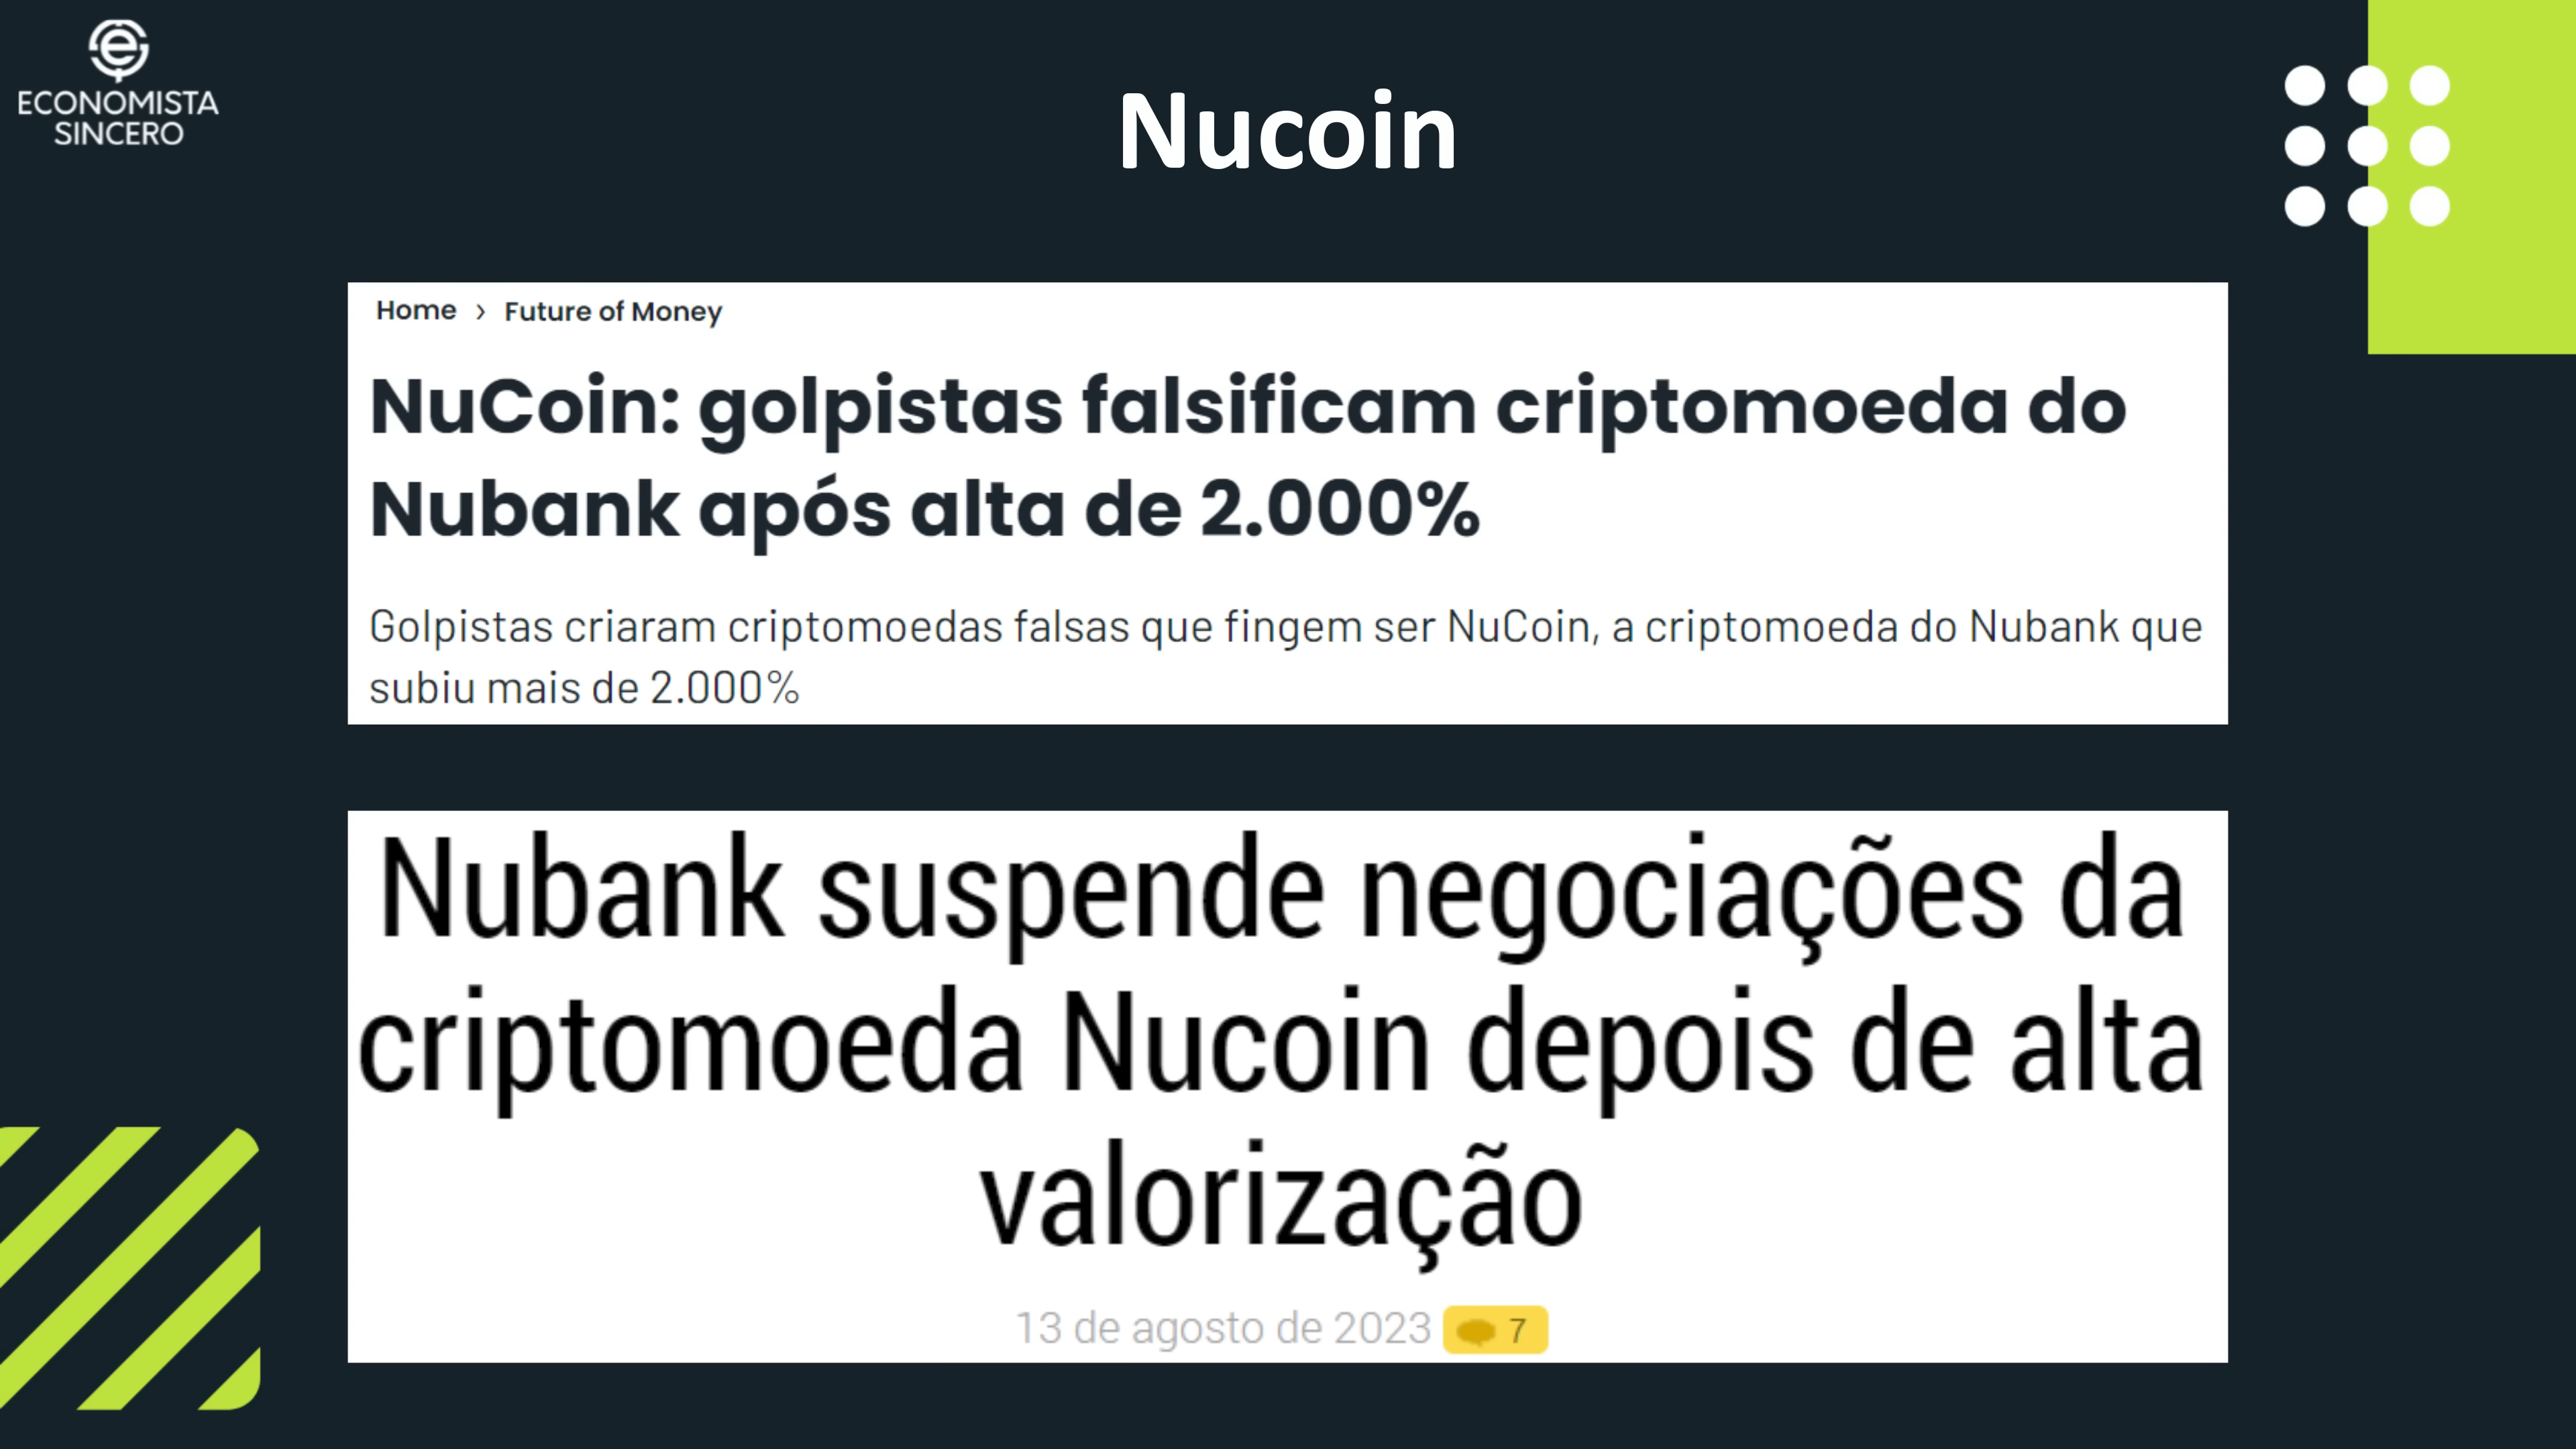 ECONOMISTA
SINCERO
Nucoin
Home > Future of Money
NuCoin: golpistas falsificam criptomoeda do
Nubank após alta de 2.000%
Golpistas criaram criptomoedas falsas que fingem ser NuCoin, a criptomoeda do Nubank que
subiu mais de 2.000%
Nubank suspende negociações da
criptomoeda Nucoin depois de alta
valorização
13 de agosto de 2023 7